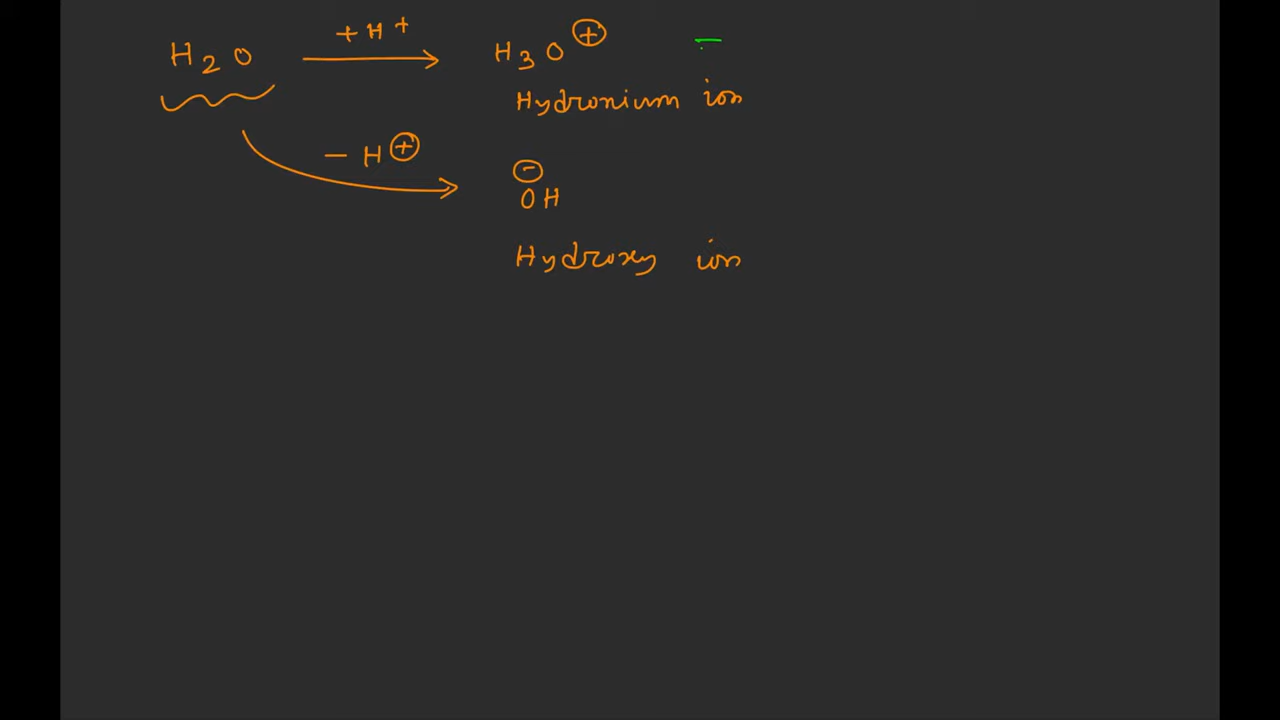 H2O +H+ → H3O⊕ −
Hydronium ion
− H⊕ →
⊖
OH
Hydroxy ion